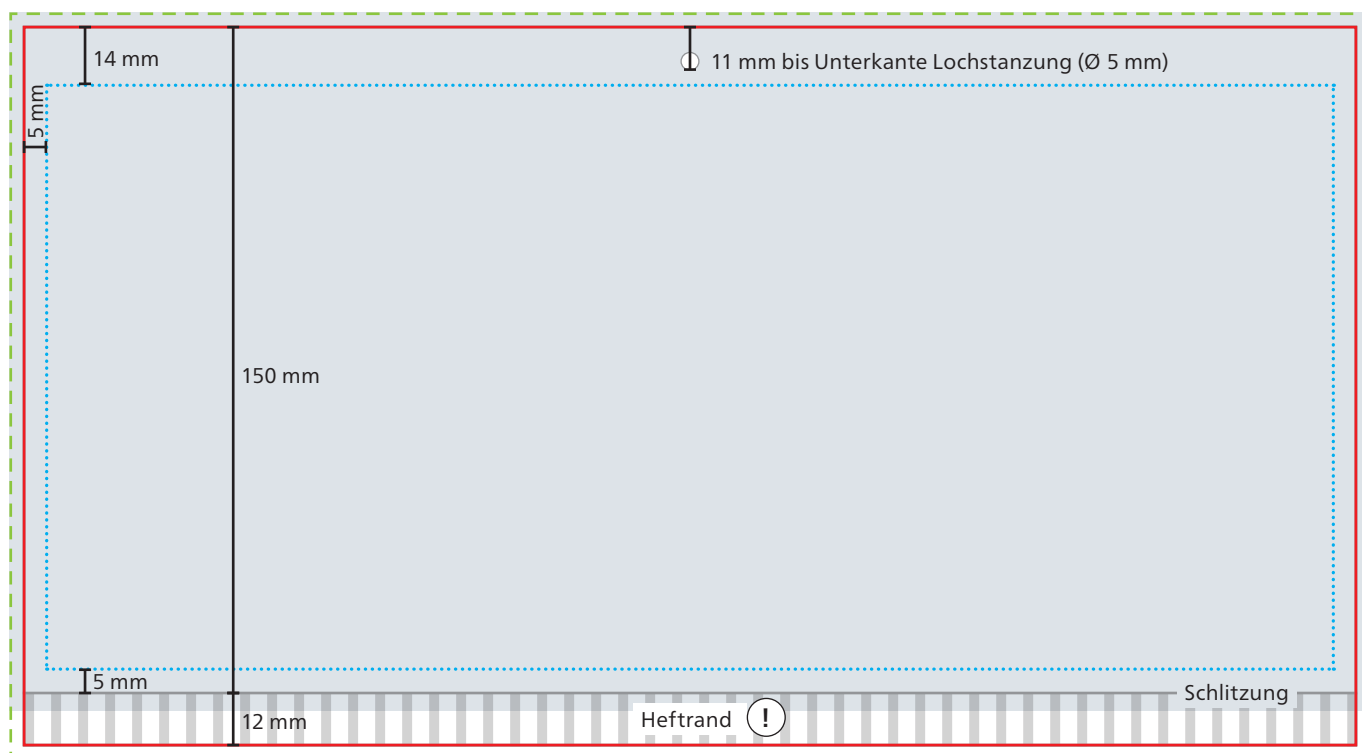 14 mm
11 mm bis Unterkante Lochstanzung (Ø 5 mm)
5 mm
150 mm
5 mm
Schlitzung
12 mm
Heftrand !